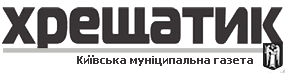 хрещатик
Київська муніципальна газета